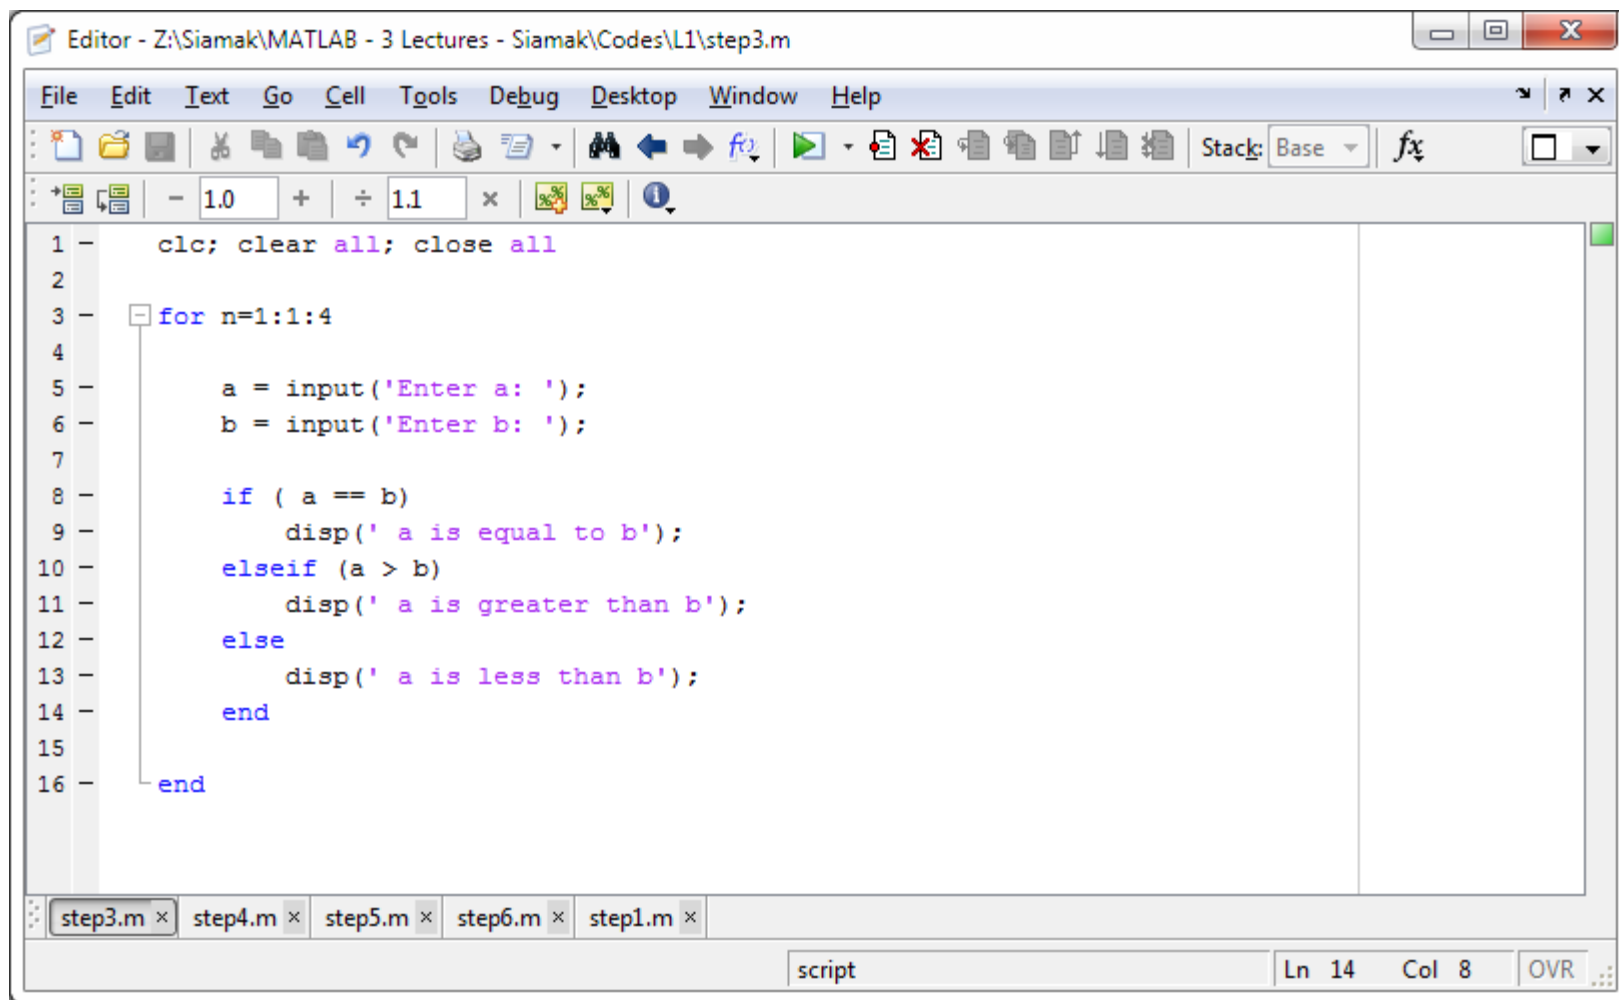 Editor - Z:\Siamak\MATLAB - 3 Lectures - Siamak\Codes\L1\step3.m
File Edit Text Go Cell Tools Debug Desktop Window Help
Stack: Base fx
- 1.0 + ÷ 1.1 ×
1 - clc; clear all; close all
2
3 - for n=1:1:4
4
5 - a = input('Enter a: ');
6 - b = input('Enter b: ');
7
8 - if ( a == b)
9 - disp(' a is equal to b');
10 - elseif (a > b)
11 - disp(' a is greater than b');
12 - else
13 - disp(' a is less than b');
14 - end
15
16 - end
step3.m × step4.m × step5.m × step6.m × step1.m ×
script Ln 14 Col 8 OVR